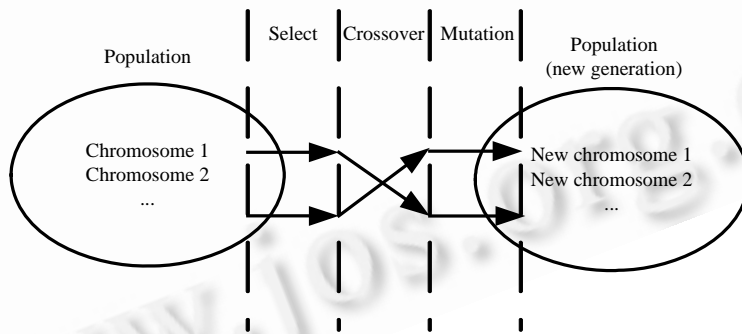 Select
Crossover
Mutation
Population
Population
(new generation)
Chromosome 1
Chromosome 2
...
New chromosome 1
New chromosome 2
...
www.jos.org.c